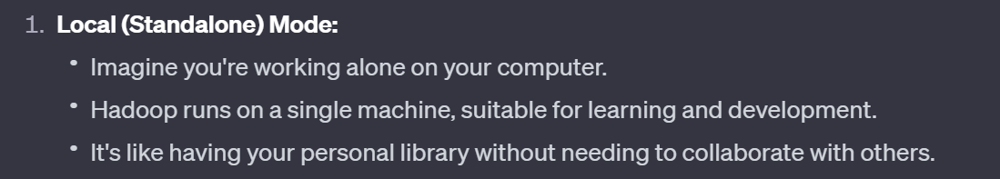 1. Local (Standalone) Mode:
• Imagine you're working alone on your computer.
• Hadoop runs on a single machine, suitable for learning and development.
• It's like having your personal library without needing to collaborate with others.